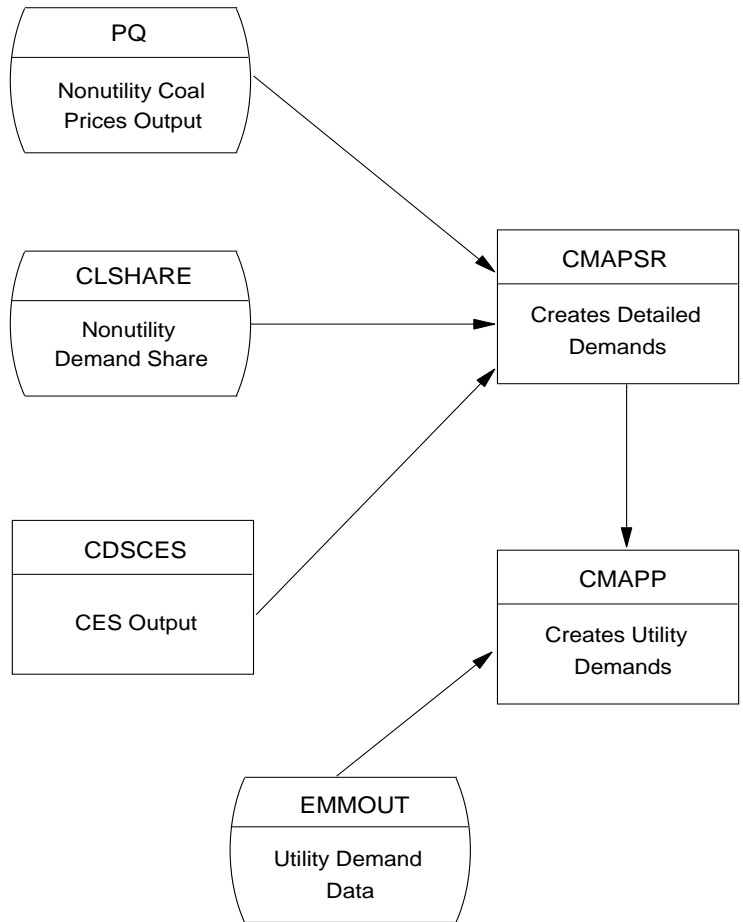 PQ
Nonutility Coal
Prices Output
CLSHARE
Nonutility
Demand Share
CMAPSR
Creates Detailed
Demands
CDSCES
CES Output
CMAPP
Creates Utility
Demands
EMMOUT
Utility Demand
Data